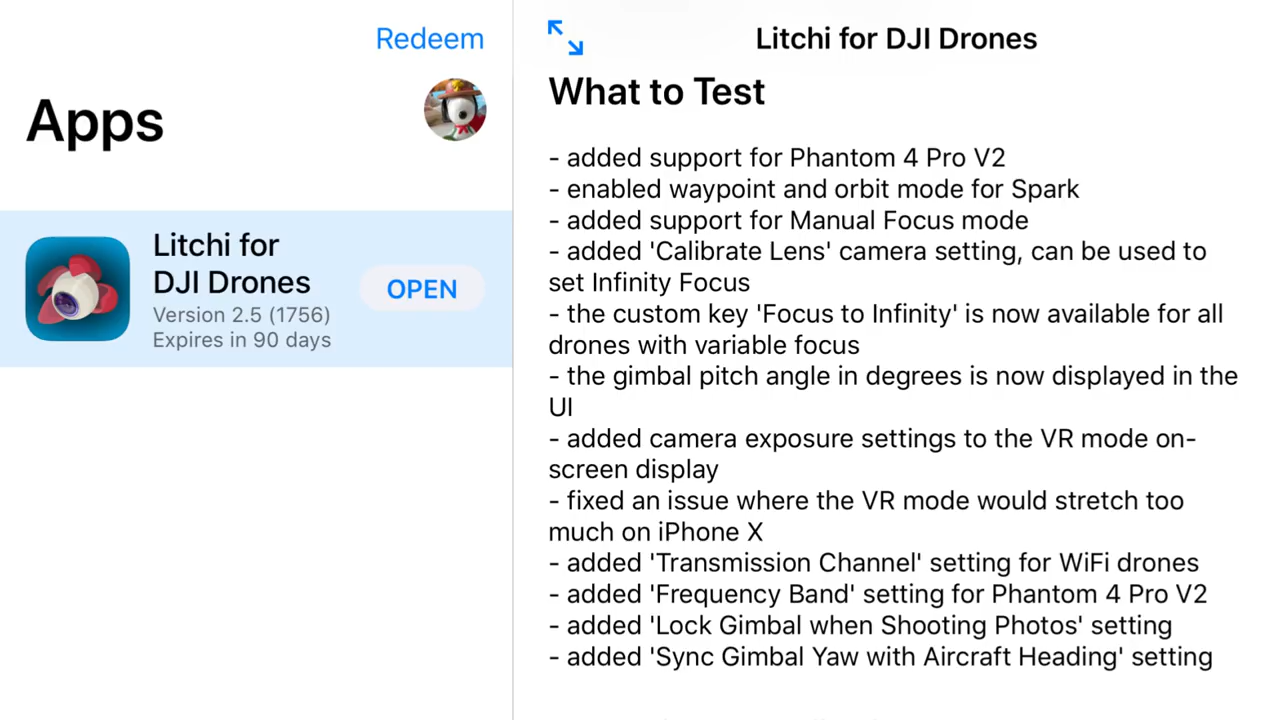 Redeem
Apps
Litchi for
DJI Drones
Version 2.5 (1756)
Expires in 90 days
OPEN
Litchi for DJI Drones
What to Test
- added support for Phantom 4 Pro V2
- enabled waypoint and orbit mode for Spark
- added support for Manual Focus mode
- added 'Calibrate Lens' camera setting, can be used to
set Infinity Focus
- the custom key 'Focus to Infinity' is now available for all
drones with variable focus
- the gimbal pitch angle in degrees is now displayed in the
UI
- added camera exposure settings to the VR mode on-
screen display
- fixed an issue where the VR mode would stretch too
much on iPhone X
- added 'Transmission Channel' setting for WiFi drones
- added 'Frequency Band' setting for Phantom 4 Pro V2
- added 'Lock Gimbal when Shooting Photos' setting
- added 'Sync Gimbal Yaw with Aircraft Heading' setting